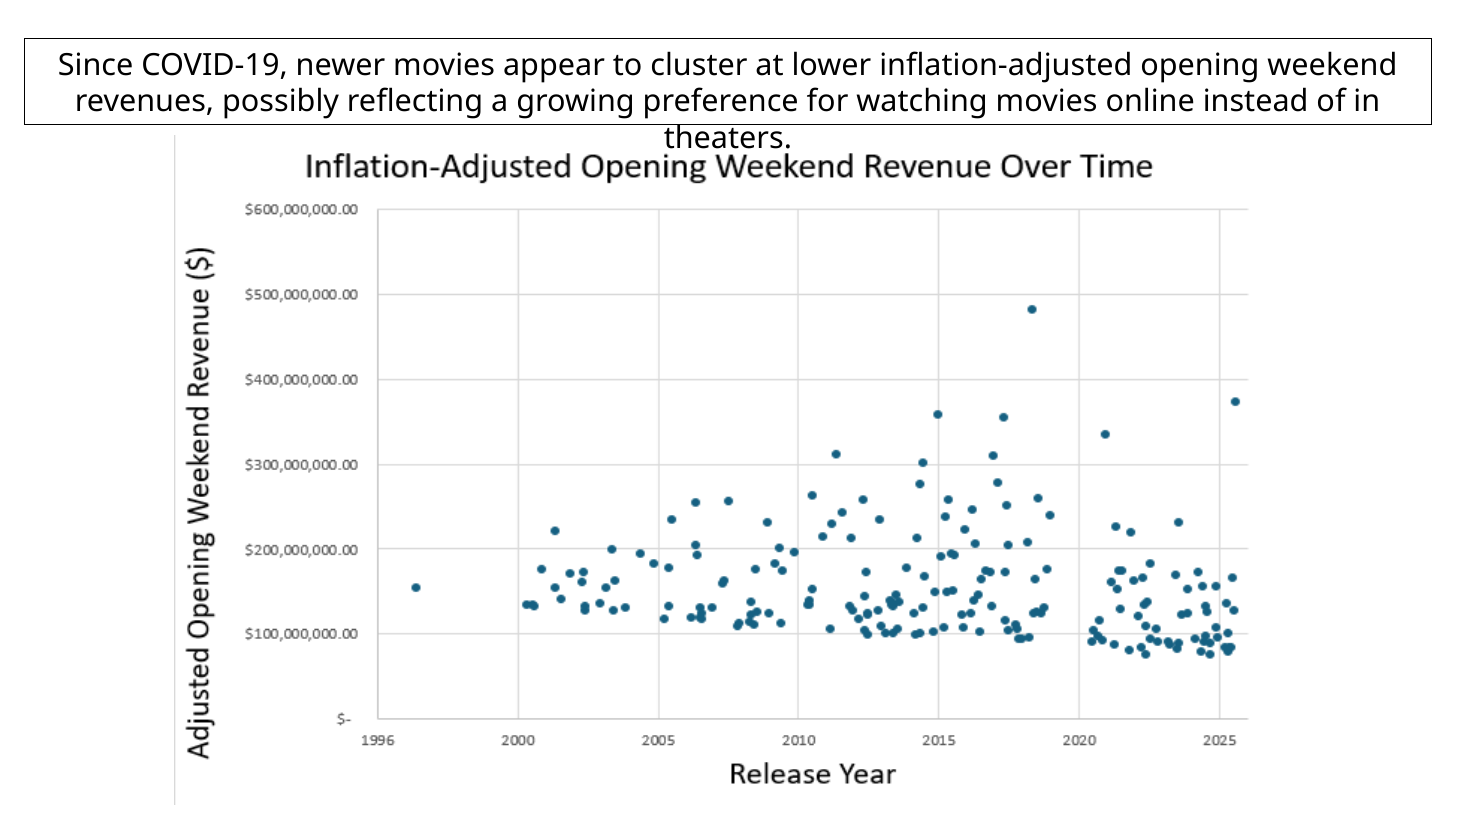 Since COVID-19, newer movies appear to cluster at lower inflation-adjusted opening weekend
revenues, possibly reflecting a growing preference for watching movies online instead of in
theaters.
Inflation-Adjusted Opening Weekend Revenue Over Time
Adjusted Opening Weekend Revenue ($)
$600,000,000.00
$500,000,000.00
$400,000,000.00
$300,000,000.00
$200,000,000.00
$100,000,000.00
$-
1996 2000 2005 2010 2015 2020 2025
Release Year